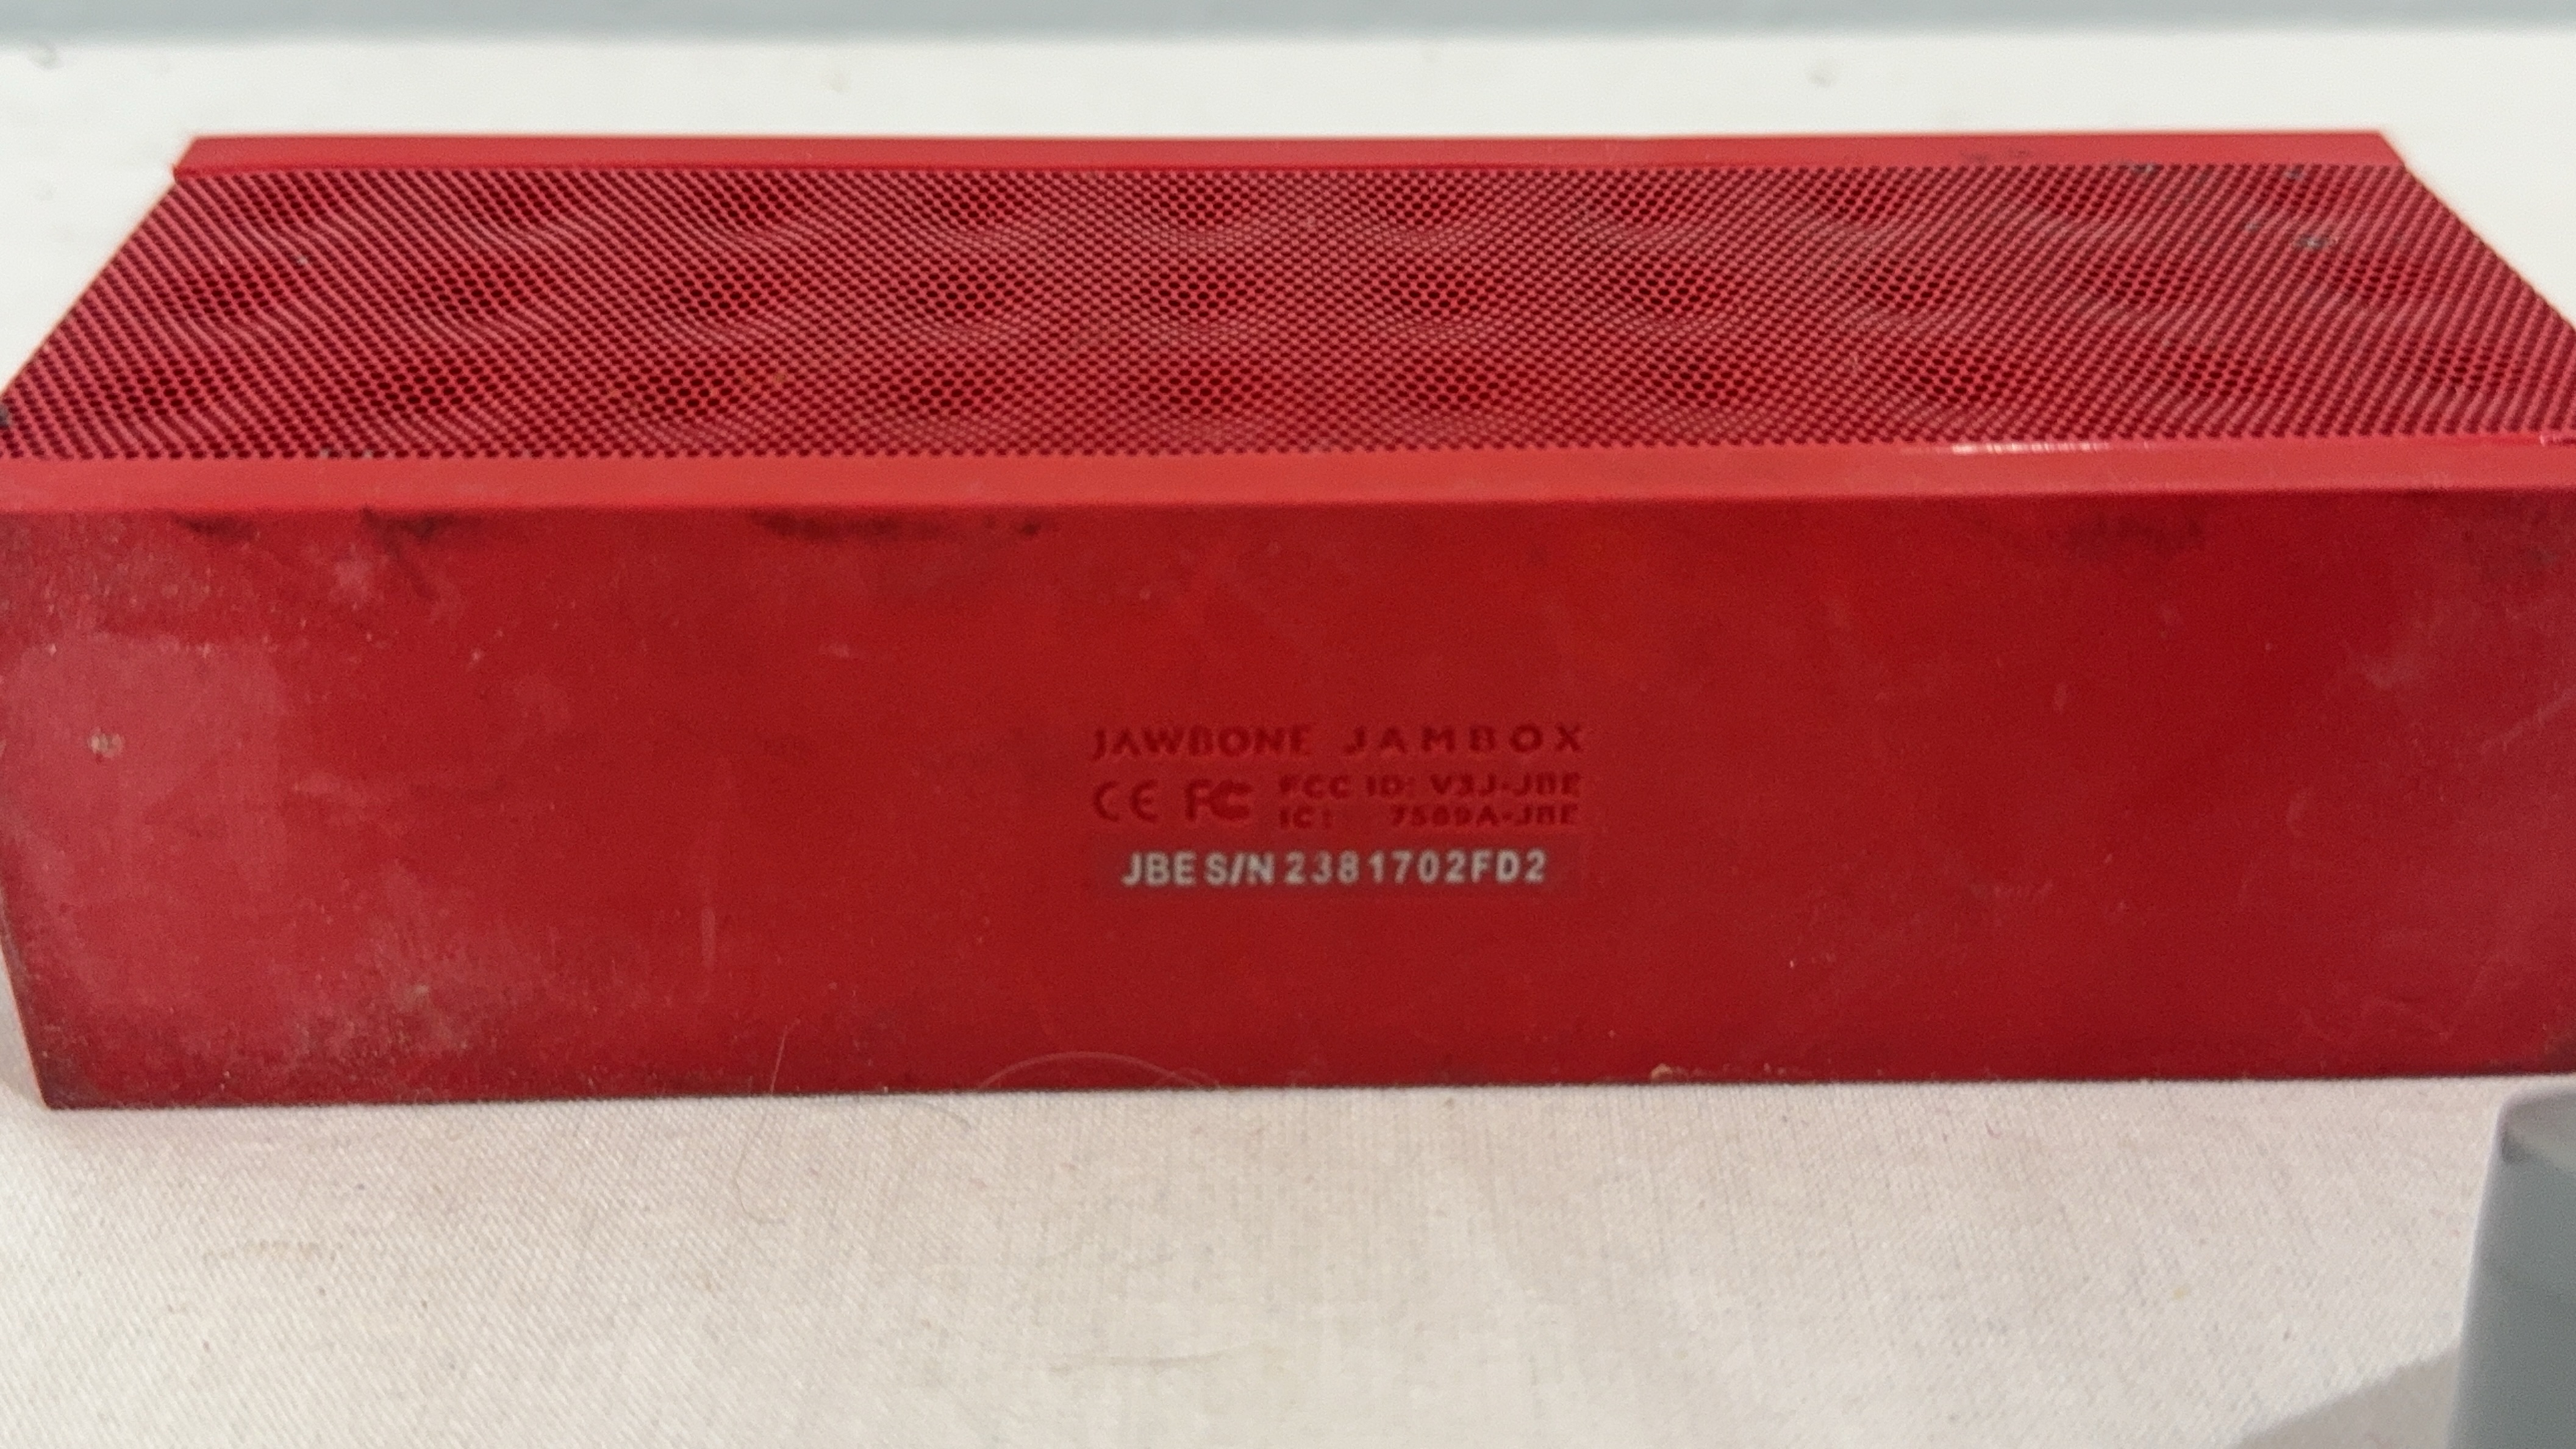 JAWBONE JAMBOX
CE FC FCC ID: V3J-JBE
IC: 7589A-JBE
JBE S/N 2381702FD2